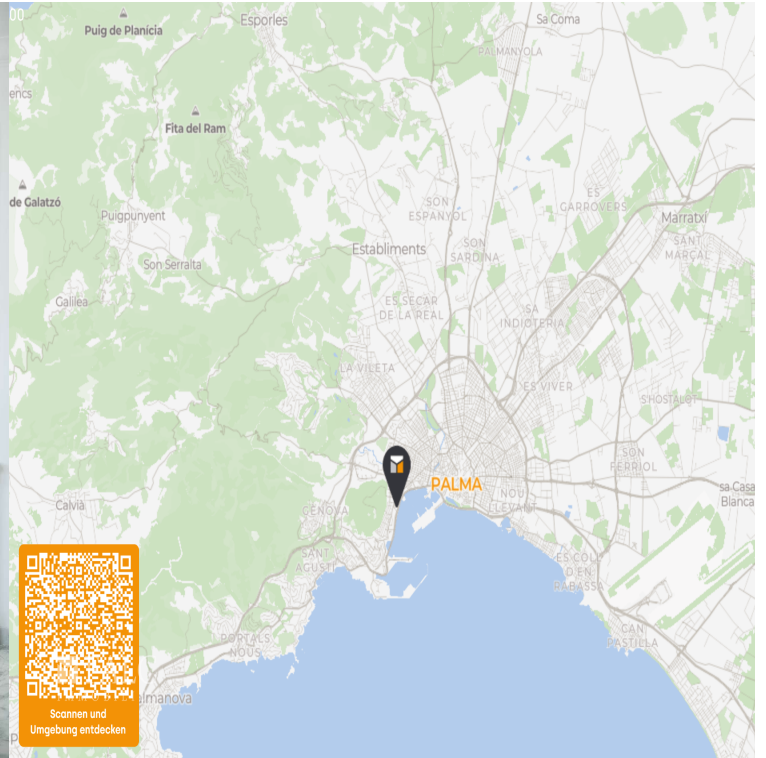 00
Puig de Planícia
Esporles
Sa Coma
PALMANYOLA
encs
Fita del Ram
de Galatzó
Puigpunyent
SON
ESPANYOL
ES
GARROVERS
Marratxí
Establiments
SON
SARDINA
SANT
MARÇAL
Son Serralta
Galilea
ES SECAR
DE LA REAL
SA
INDIOTERIA
LA VILETA
ES VIVER
S'HOSTALOT
SON
FERRIOL
PALMA
sa Casa
Blanca
NOU
LLEVANT
Calvià
GÈNOVA
SANT
AGUSTÍ
ES COLL
D'EN
RABASSA
CAN
PASTILLA
PORTALS
NOUS
elmanova
Scannen und
Umgebung entdecken